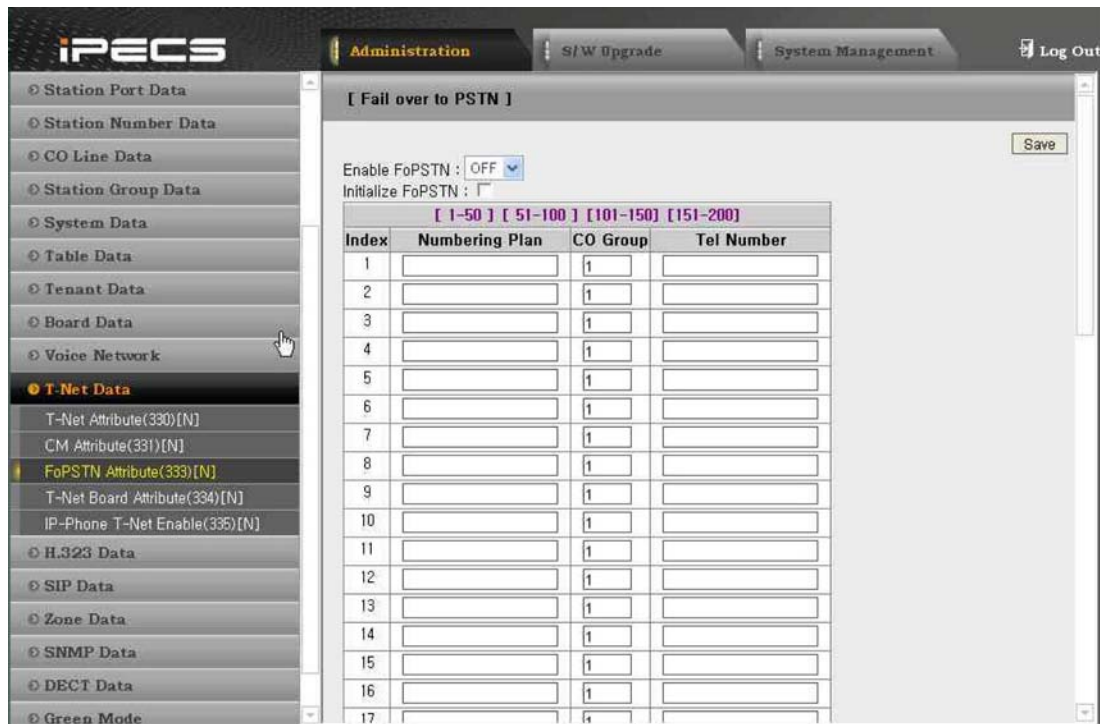 iPECS
Administration
S/W Upgrade
System Management
Log Out
Station Port Data
Station Number Data
CO Line Data
Station Group Data
System Data
Table Data
Tenant Data
Board Data
Voice Network
T-Net Data
T-Net Attribute(330)[N]
CM Attribute(331)[N]
FoPSTN Attribute(333)[N]
T-Net Board Attribute(334)[N]
IP-Phone T-Net Enable(335)[N]
H.323 Data
SIP Data
Zone Data
SNMP Data
DECT Data
Green Mode
[ Fail over to PSTN ]
Save
Enable FoPSTN : OFF
Initialize FoPSTN :
[ 1-50 ] [ 51-100 ] [101-150] [151-200]
Index Numbering Plan CO Group Tel Number
1 1
2 1
3 1
4 1
5 1
6 1
7 1
8 1
9 1
10 1
11 1
12 1
13 1
14 1
15 1
16 1
17 1